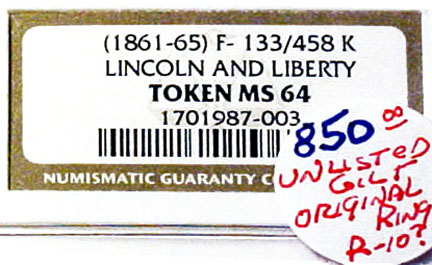 (1861-65) F- 133/458 K
LINCOLN AND LIBERTY
TOKEN MS 64
1701987-003
NUMISMATIC GUARANTY C
850 00
UNLISTED
GILT
ORIGINAL
RING
R-10?